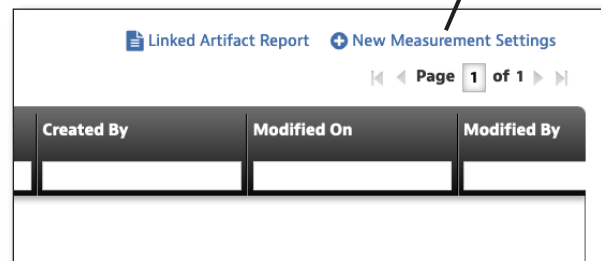 Linked Artifact Report New Measurement Settings
Page 1 of 1
Created By Modified On Modified By